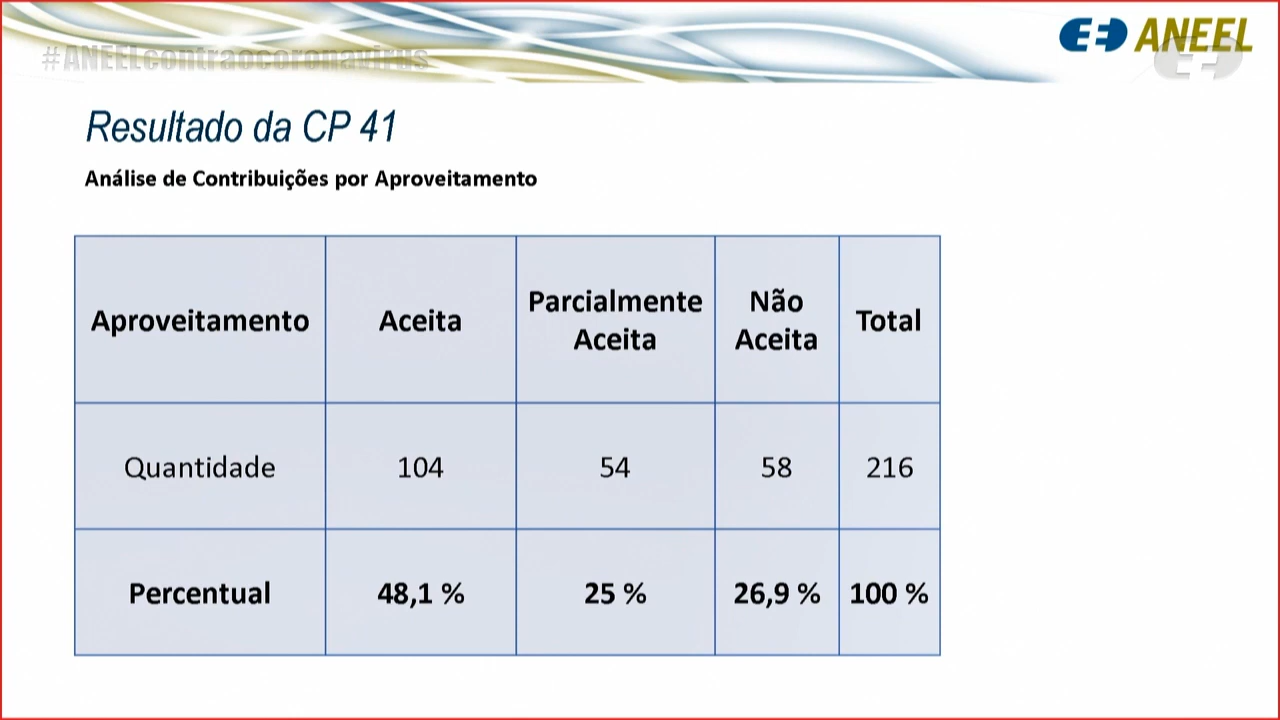 #ANEELcontraocoronavirus
ANEEL
Resultado da CP 41
Análise de Contribuições por Aproveitamento
Aproveitamento Aceita Parcialmente Aceita Não Aceita Total
Quantidade 104 54 58 216
Percentual 48,1 % 25 % 26,9 % 100 %